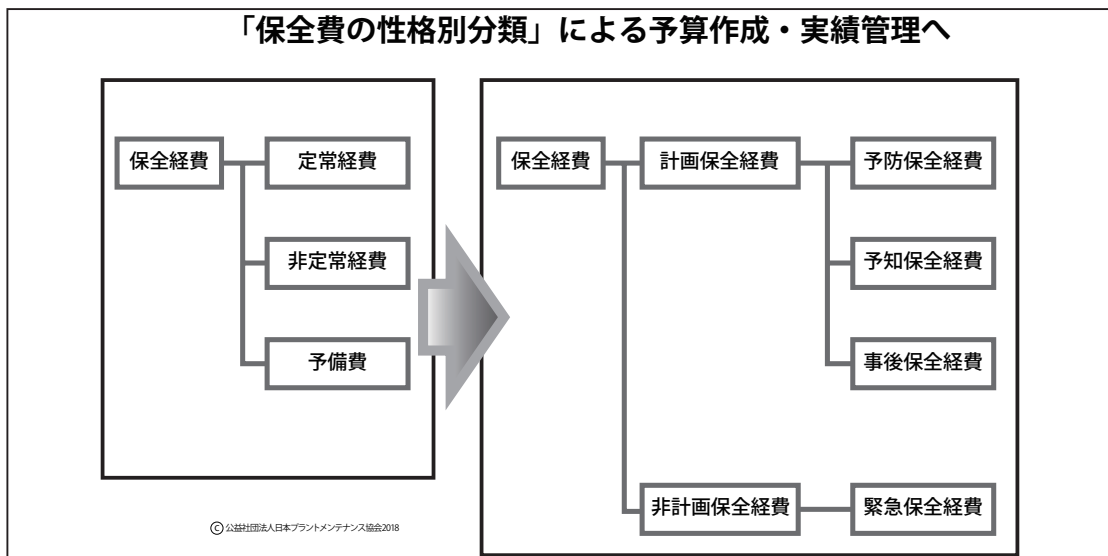 「保全費の性格別分類」による予算作成・実績管理へ
保全経費
定常経費
非定常経費
予備費
保全経費
計画保全経費
予防保全経費
予知保全経費
事後保全経費
非計画保全経費
緊急保全経費
Ⓒ公益社団法人日本プラントメンテナンス協会2018